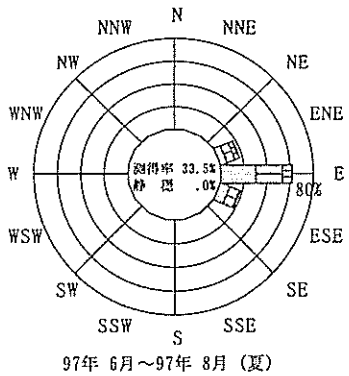 N
NNW NNE
NW NE
WNW ENE
測得率 33.5%
W E
静 穏 .0%
80%
WSW ESE
SW SE
SSW SSE
S
97年 6月~97年 8月 (夏)